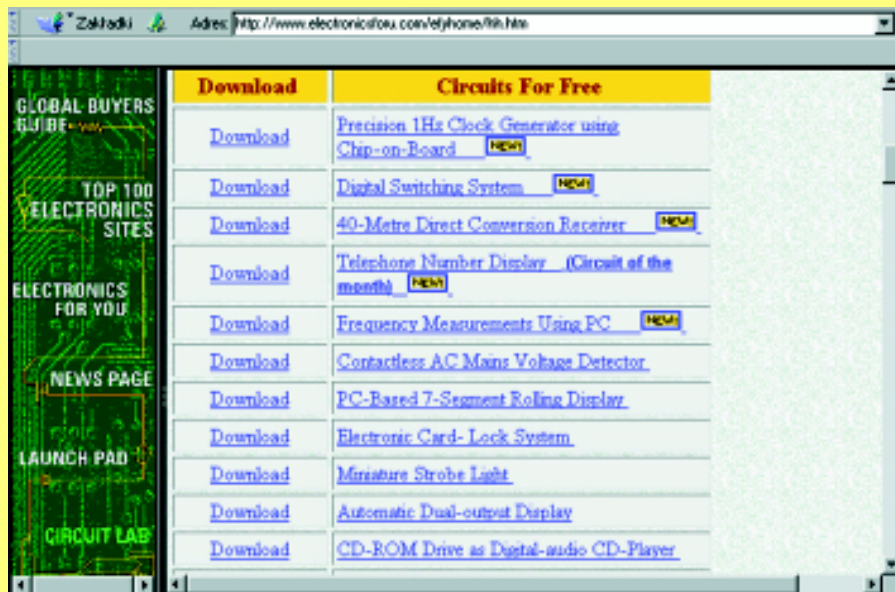 Zakładki Adres: http://www.electronicsforu.com/efyhome/frih.htm
GLOBAL BUYERS
GUIDE
TOP 100
ELECTRONICS
SITES
ELECTRONICS
FOR YOU
NEWS PAGE
LAUNCH PAD
CIRCUIT LAB
Download Circuits For Free
Download Precision 1Hz Clock Generator using
Chip-on-Board NEW!
Download Digital Switching System NEW!
Download 40-Metre Direct Conversion Receiver NEW!
Download Telephone Number Display (Circuit of the
month) NEW!
Download Frequency Measurements Using PC NEW!
Download Contactless AC Mains Voltage Detector
Download PC-Based 7-Segment Rolling Display
Download Electronic Card- Lock System
Download Miniature Strobe Light
Download Automatic Dual-output Display
Download CD-ROM Drive as Digital-audio CD-Player